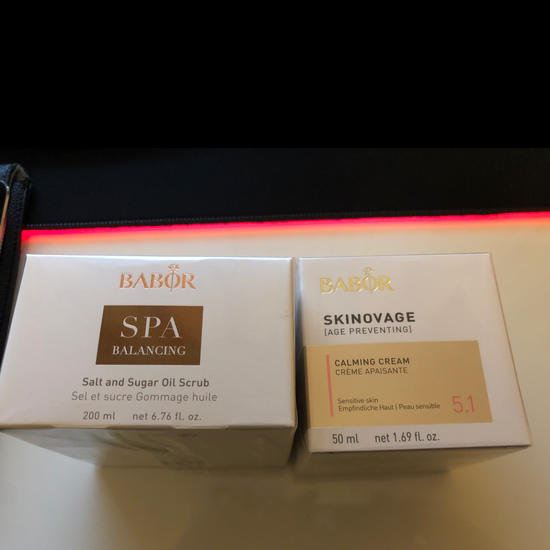 BABOR
SPA
BALANCING
Salt and Sugar Oil Scrub
Sel et sucre Gommage huile
200 ml net 6.76 fl. oz.
BABOR
SKINOVAGE
[AGE PREVENTING]
CALMING CREAM
CRÈME APAISANTE
Sensitive skin
Empfindliche Haut | Peau sensible
5.1
50 ml net 1.69 fl. oz.